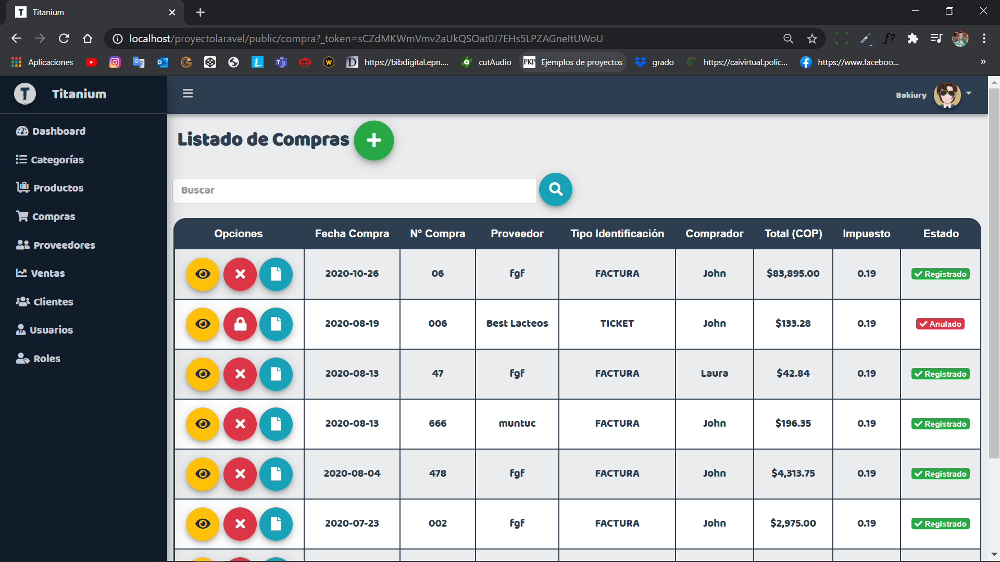 Titanium
localhost/proyectolaravel/public/compra?_token=sCZdMKWmVmv2aUkQSOat0J7EHs5LPZAGneItUWoU
f?
Aplicaciones
https://bibdigital.epn....
cutAudio
PKP Ejemplos de proyectos
grado
https://caivirtual.polic...
https://www.faceboo...
»
T Titanium
Bakiury
Dashboard
Categorías
Productos
Compras
Proveedores
Ventas
Clientes
Usuarios
Roles
Listado de Compras
Buscar
Opciones Fecha Compra N° Compra Proveedor Tipo Identificación Comprador Total (COP) Impuesto Estado
2020-10-26 06 fgf FACTURA John $83,895.00 0.19 Registrado
2020-08-19 006 Best Lacteos TICKET John $133.28 0.19 Anulado
2020-08-13 47 fgf FACTURA Laura $42.84 0.19 Registrado
2020-08-13 666 muntuc FACTURA John $196.35 0.19 Registrado
2020-08-04 478 fgf FACTURA John $4,313.75 0.19 Registrado
2020-07-23 002 fgf FACTURA John $2,975.00 0.19 Registrado